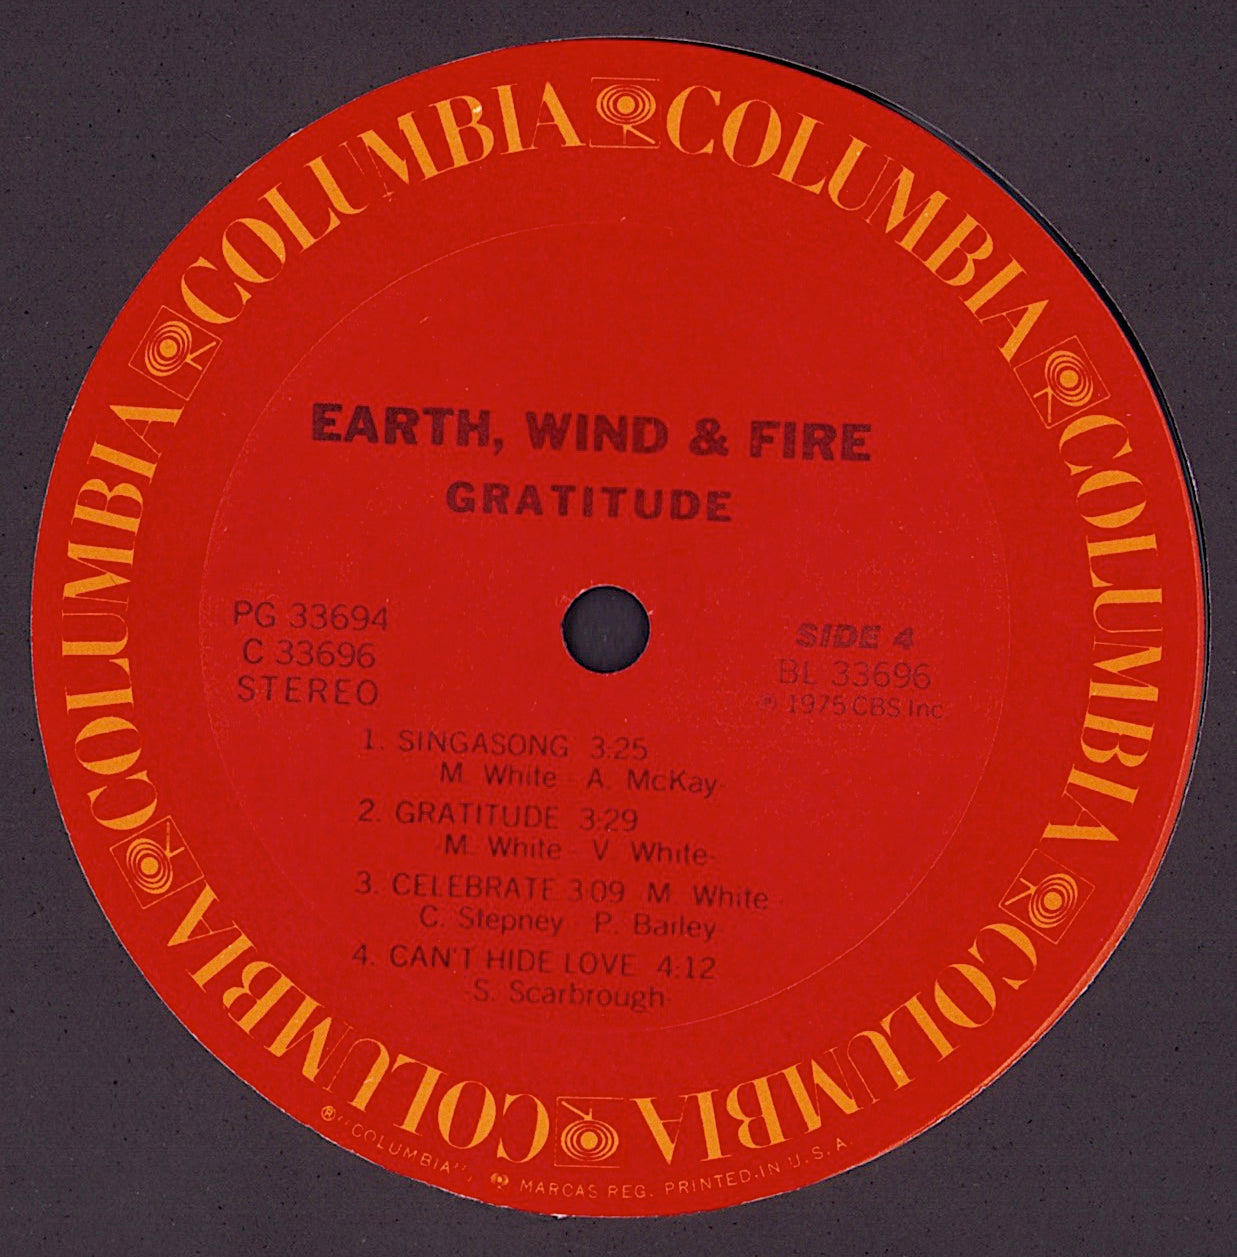 COLUMBIA COLUMBIA COLUMBIA COLUMBIA COLUMBIA COLUMBIA
EARTH, WIND & FIRE
GRATITUDE
PG 33694
C 33696
STEREO
SIDE 4
BL 33696
℗ 1975 CBS Inc
1. SINGASONG 3:25
M. White - A. McKay-
2. GRATITUDE 3:29
-M. White - V. White-
3. CELEBRATE 3:09 -M. White-
C. Stepney - P. Barley-
4. CAN'T HIDE LOVE 4:12
-S. Scarbrough-
® "COLUMBIA", MARCAS REG. PRINTED IN U.S.A.